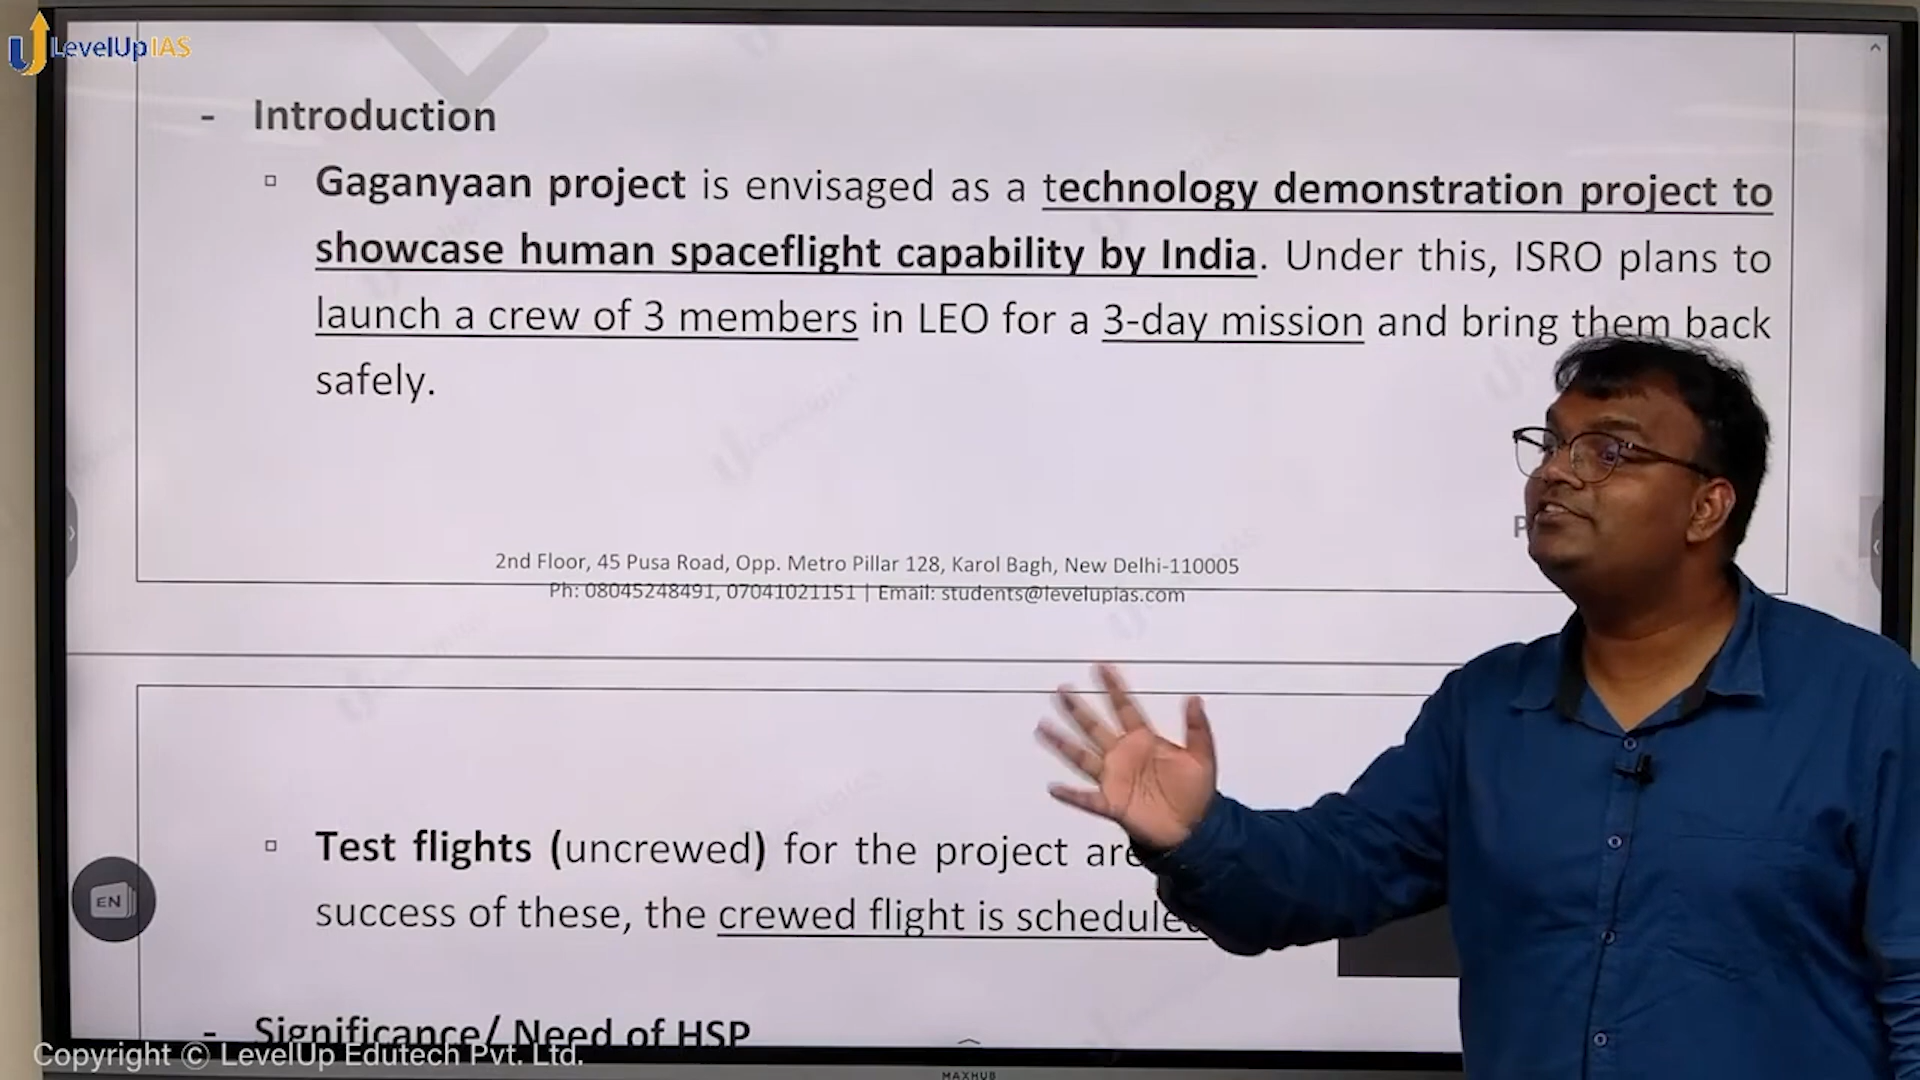 LevelUp IAS
- Introduction
Gaganyaan project is envisaged as a technology demonstration project to
showcase human spaceflight capability by India. Under this, ISRO plans to
launch a crew of 3 members in LEO for a 3-day mission and bring them back
safely.
P
2nd Floor, 45 Pusa Road, Opp. Metro Pillar 128, Karol Bagh, New Delhi-110005
Ph: 08045248491, 07041021151 | Email: students@levelupias.com
Test flights (uncrewed) for the project are
EN
success of these, the crewed flight is schedule
- Significance/ Need of HSP
Copyright © LevelUp Edutech Pvt. Ltd.
MAXHUB